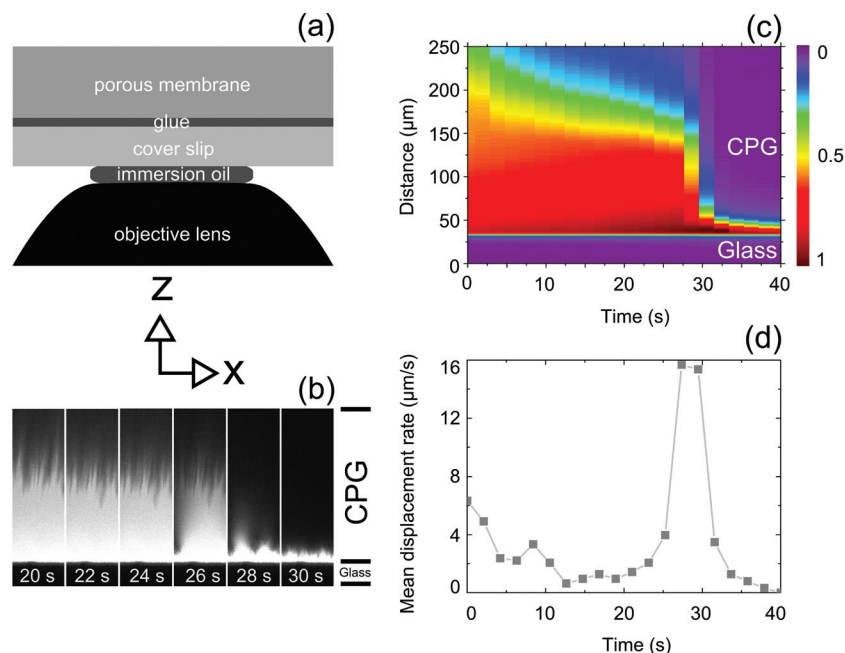 (a)
porous membrane
glue
cover slip
immersion oil
objective lens
Z
X
(b)
20 s
22 s
24 s
26 s
28 s
30 s
CPG
Glass
(c)
Distance (µm)
250
200
150
100
50
0
CPG
Glass
0
0.5
1
0 10 20 30 40
Time (s)
(d)
Mean displacement rate (µm/s)
16
12
8
4
0
0 10 20 30 40
Time (s)